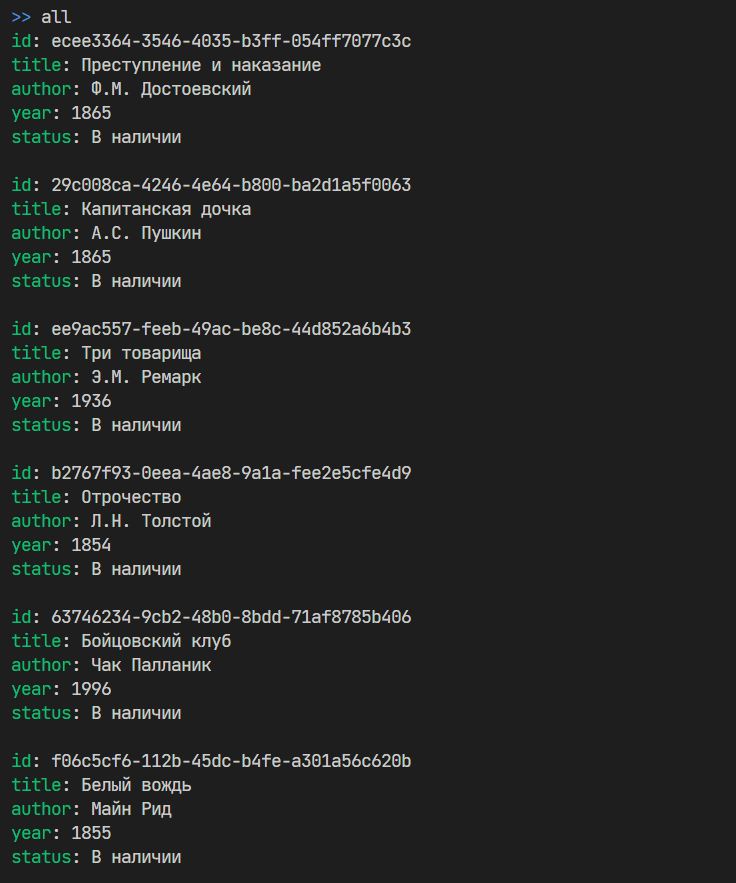 >> all
id: ecee3364-3546-4035-b3ff-054ff7077c3c
title: Преступление и наказание
author: Ф.М. Достоевский
year: 1865
status: В наличии
id: 29c008ca-4246-4e64-b800-ba2d1a5f0063
title: Капитанская дочка
author: А.С. Пушкин
year: 1865
status: В наличии
id: ee9ac557-feeb-49ac-be8c-44d852a6b4b3
title: Три товарища
author: Э.М. Ремарк
year: 1936
status: В наличии
id: b2767f93-0eea-4ae8-9a1a-fee2e5cfe4d9
title: Отрочество
author: Л.Н. Толстой
year: 1854
status: В наличии
id: 63746234-9cb2-48b0-8bdd-71af8785b406
title: Бойцовский клуб
author: Чак Палланик
year: 1996
status: В наличии
id: f06c5cf6-112b-45dc-b4fe-a301a56c620b
title: Белый вождь
author: Майн Рид
year: 1855
status: В наличии